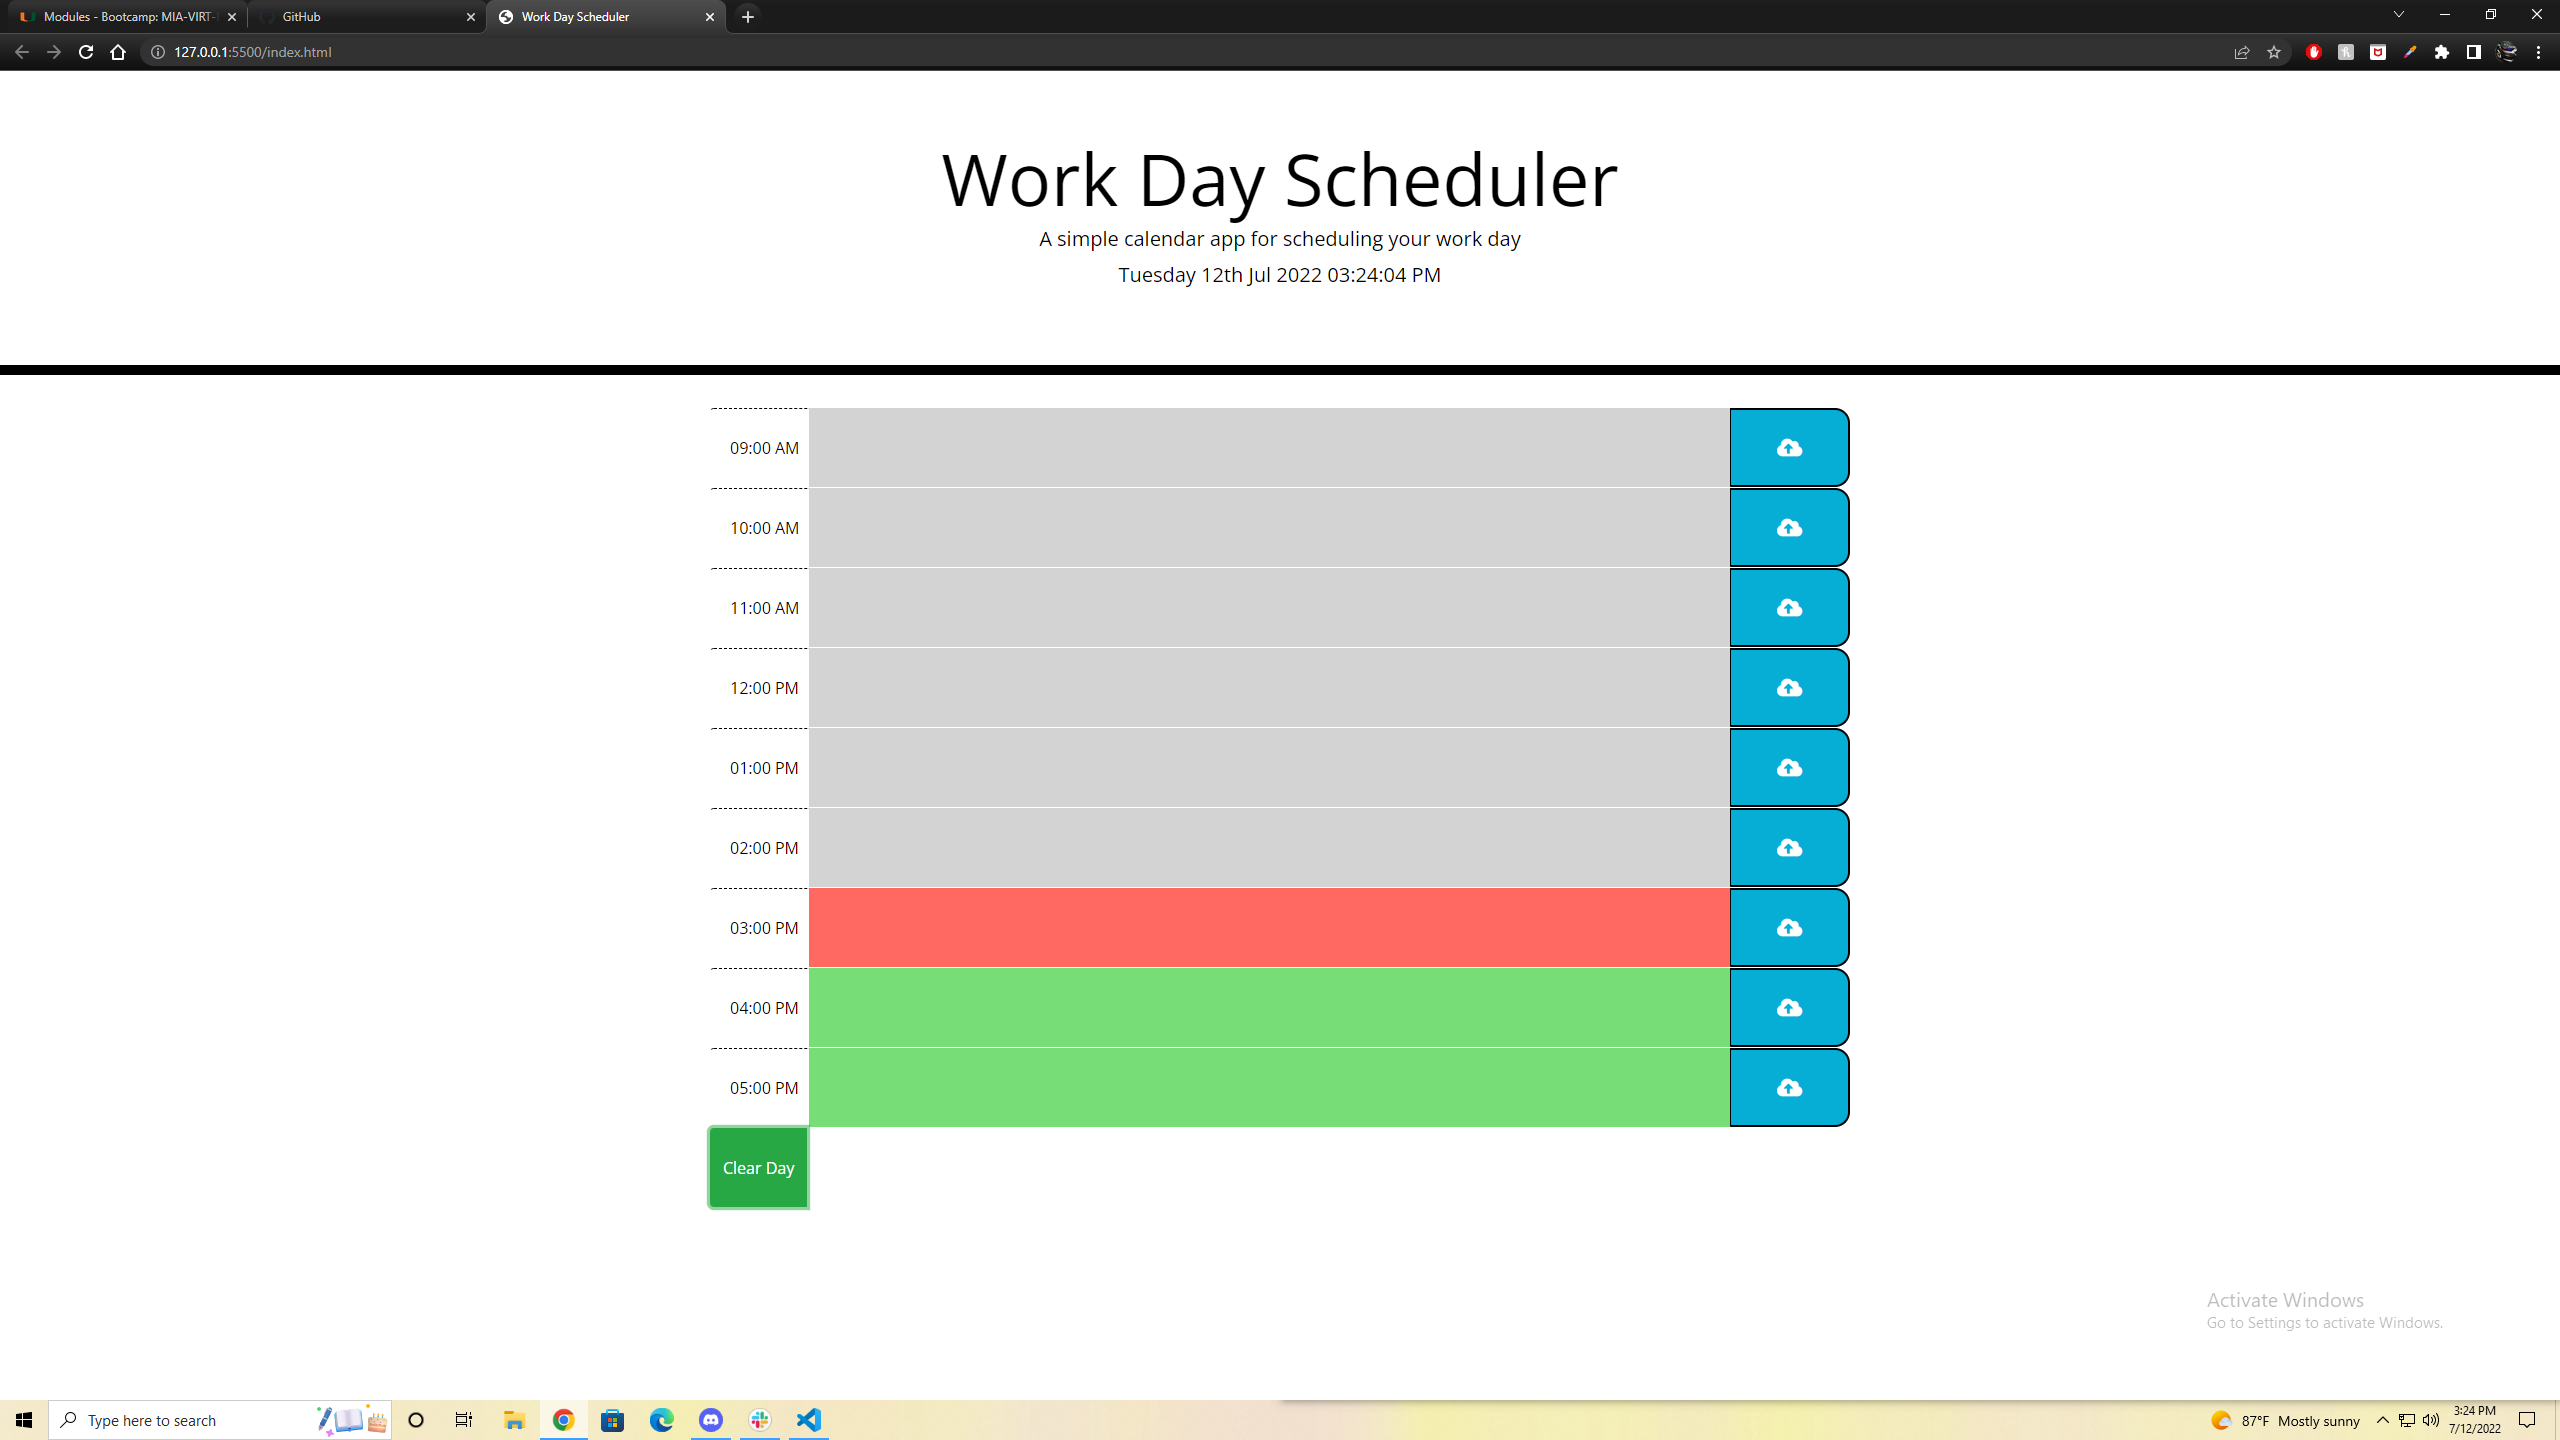 Modules - Bootcamp: MIA-VIRT-
GitHub
Work Day Scheduler
127.0.0.1:5500/index.html
Work Day Scheduler
A simple calendar app for scheduling your work day
Tuesday 12th Jul 2022 03:24:04 PM
09:00 AM
10:00 AM
11:00 AM
12:00 PM
01:00 PM
02:00 PM
03:00 PM
04:00 PM
05:00 PM
Clear Day
Activate Windows
Go to Settings to activate Windows.
Type here to search
87°F Mostly sunny
3:24 PM
7/12/2022